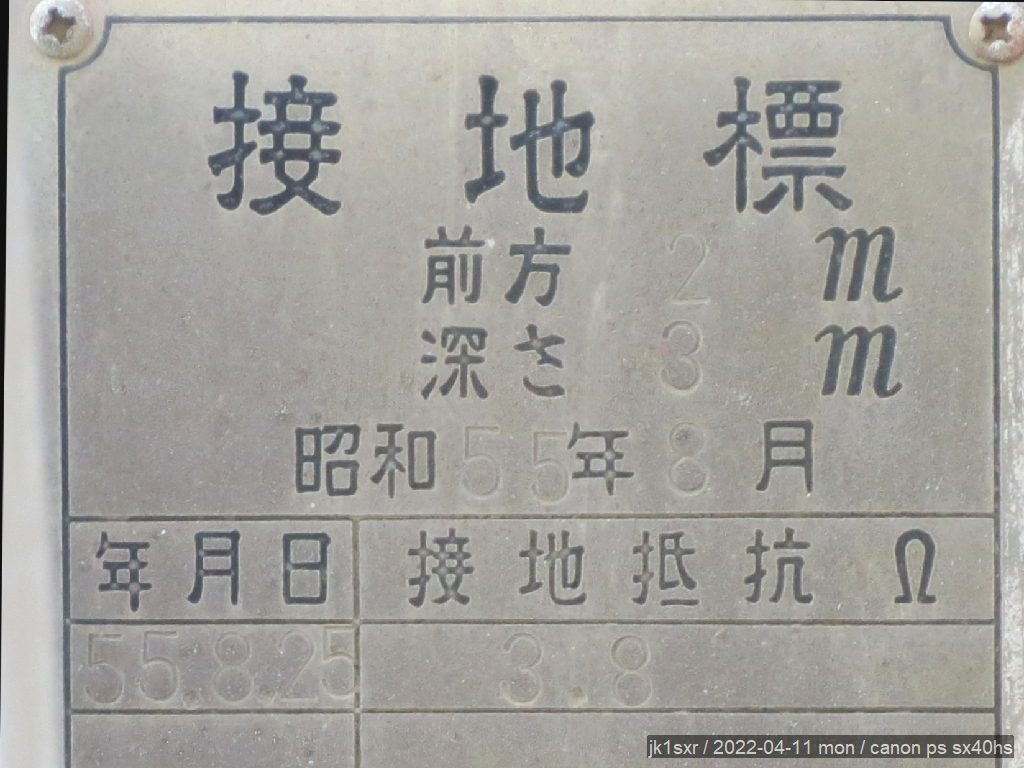 接地標
前方 2 m
深さ 3 m
昭和55年8月
年月日 接地抵抗 Ω
55.8.25 3.8
jk1sxr / 2022-04-11 mon / canon ps sx40hs